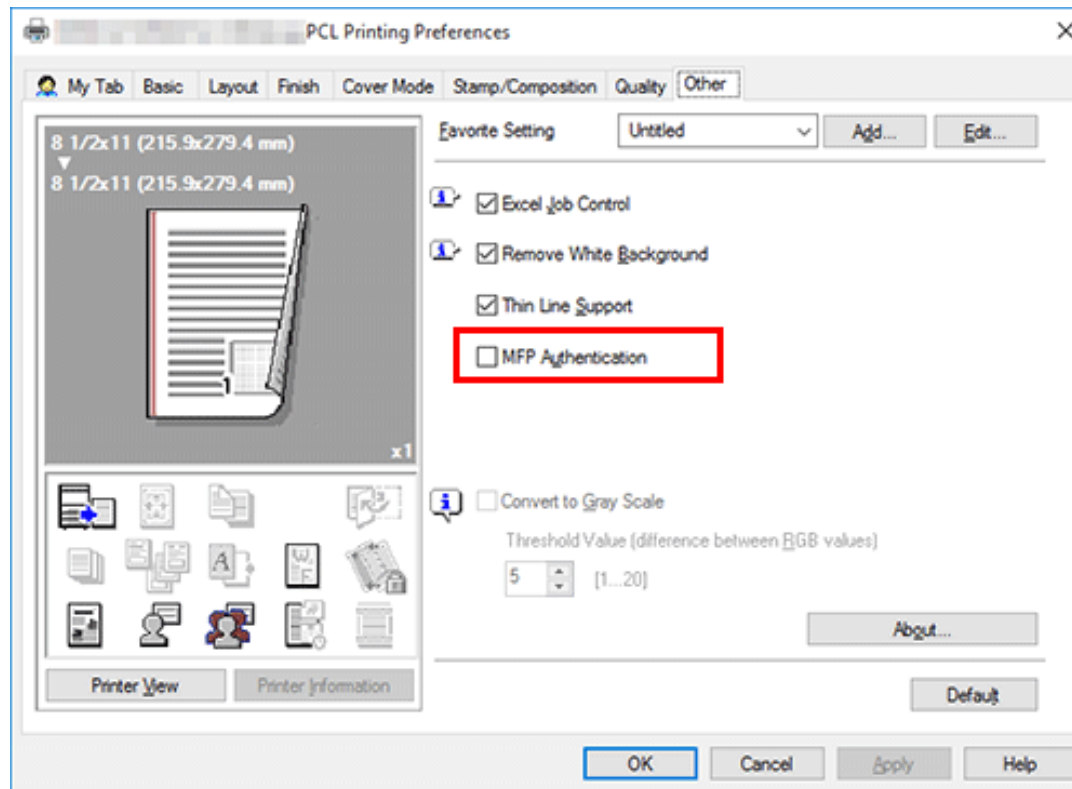 PCL Printing Preferences
My Tab Basic Layout Finish Cover Mode Stamp/Composition Quality Other
8 1/2x11 (215.9x279.4 mm)
8 1/2x11 (215.9x279.4 mm)
1
x1
Printer View Printer Information
Favorite Setting Untitled Add... Edit...
Excel Job Control
Remove White Background
Thin Line Support
MFP Authentication
Convert to Gray Scale
Threshold Value (difference between RGB values)
5 [1...20]
About...
Default
OK Cancel Apply Help